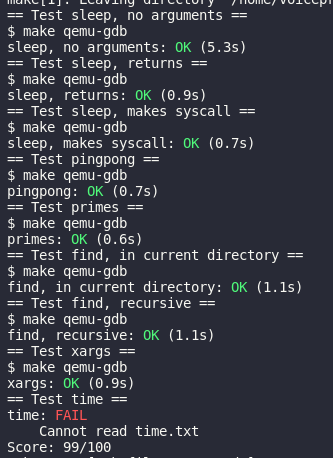 make[1]: Leaving directory
== Test sleep, no arguments ==
$ make qemu-gdb
sleep, no arguments: OK (5.3s)
== Test sleep, returns ==
$ make qemu-gdb
sleep, returns: OK (0.9s)
== Test sleep, makes syscall ==
$ make qemu-gdb
sleep, makes syscall: OK (0.7s)
== Test pingpong ==
$ make qemu-gdb
pingpong: OK (0.7s)
== Test primes ==
$ make qemu-gdb
primes: OK (0.6s)
== Test find, in current directory ==
$ make qemu-gdb
find, in current directory: OK (1.1s)
== Test find, recursive ==
$ make qemu-gdb
find, recursive: OK (1.1s)
== Test xargs ==
$ make qemu-gdb
xargs: OK (0.9s)
== Test time ==
time: FAIL
    Cannot read time.txt
Score: 99/100